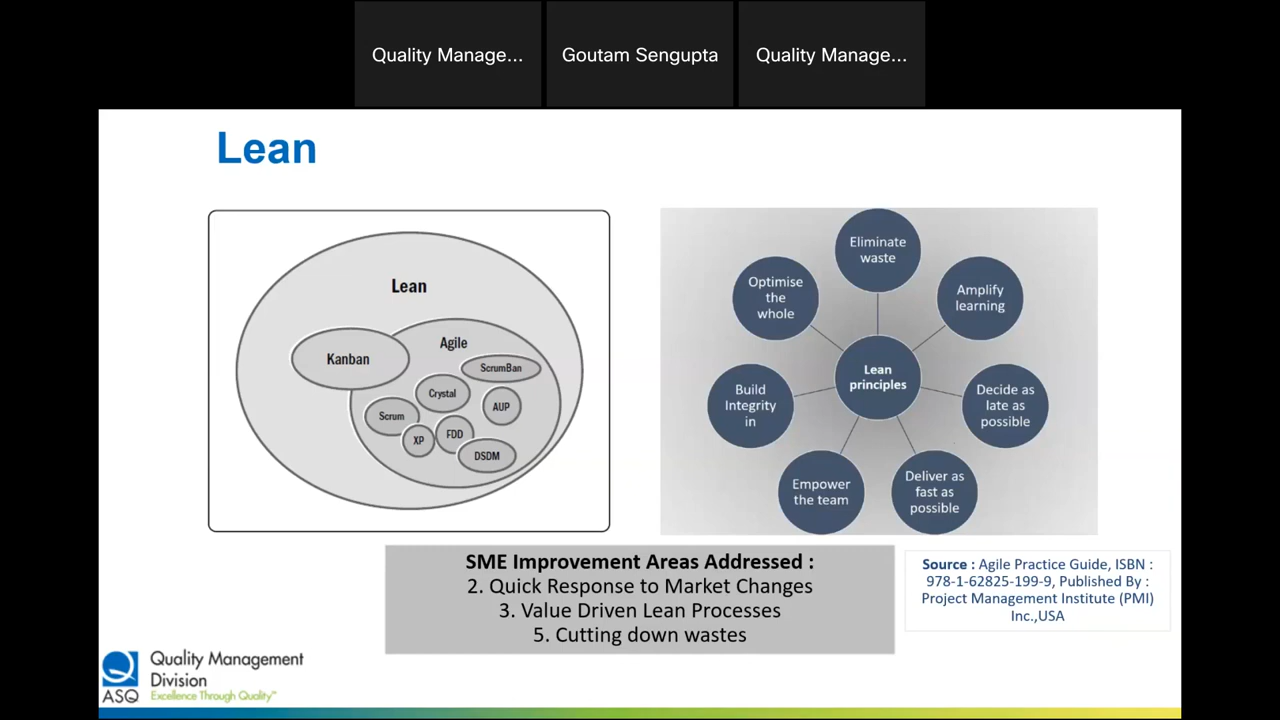 Quality Manage...
Goutam Sengupta
Quality Manage...
Lean
Lean
Kanban
Agile
ScrumBan
Crystal
AUP
Scrum
XP
FDD
DSDM
Eliminate
waste
Amplify
learning
Decide as
late as
possible
Deliver as
fast as
possible
Empower
the team
Build
Integrity
in
Optimise
the
whole
Lean
principles
SME Improvement Areas Addressed :
2. Quick Response to Market Changes
3. Value Driven Lean Processes
5. Cutting down wastes
Source : Agile Practice Guide, ISBN :
978-1-62825-199-9, Published By :
Project Management Institute (PMI)
Inc.,USA
ASQ
Quality Management
Division
Excellence Through Quality™